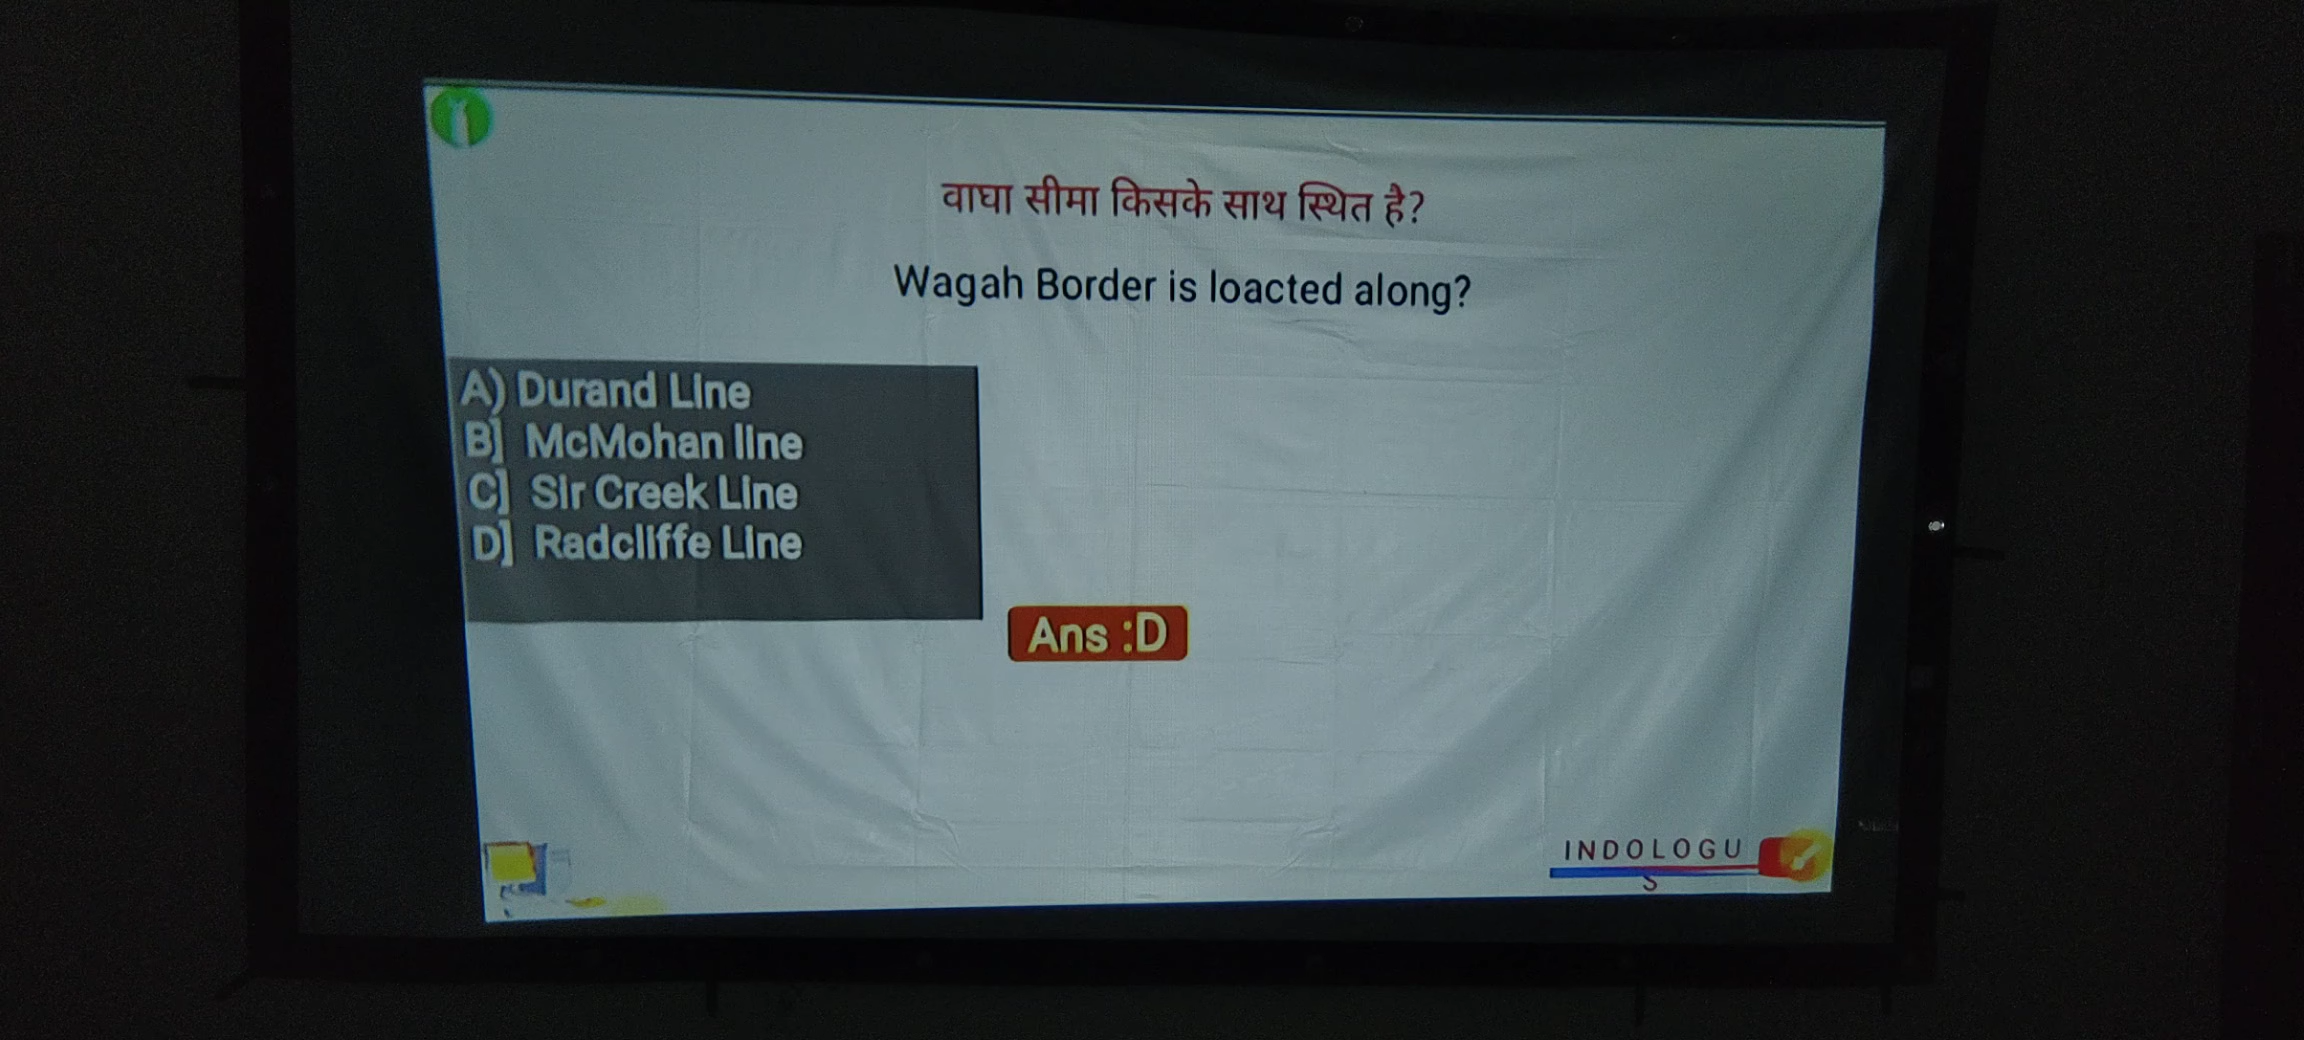 वाघा सीमा किसके साथ स्थित है?
Wagah Border is loacted along?
A) Durand Line
B] McMohan line
C] Sir Creek Line
D] Radcliffe Line
Ans :D
INDOLOGU
S